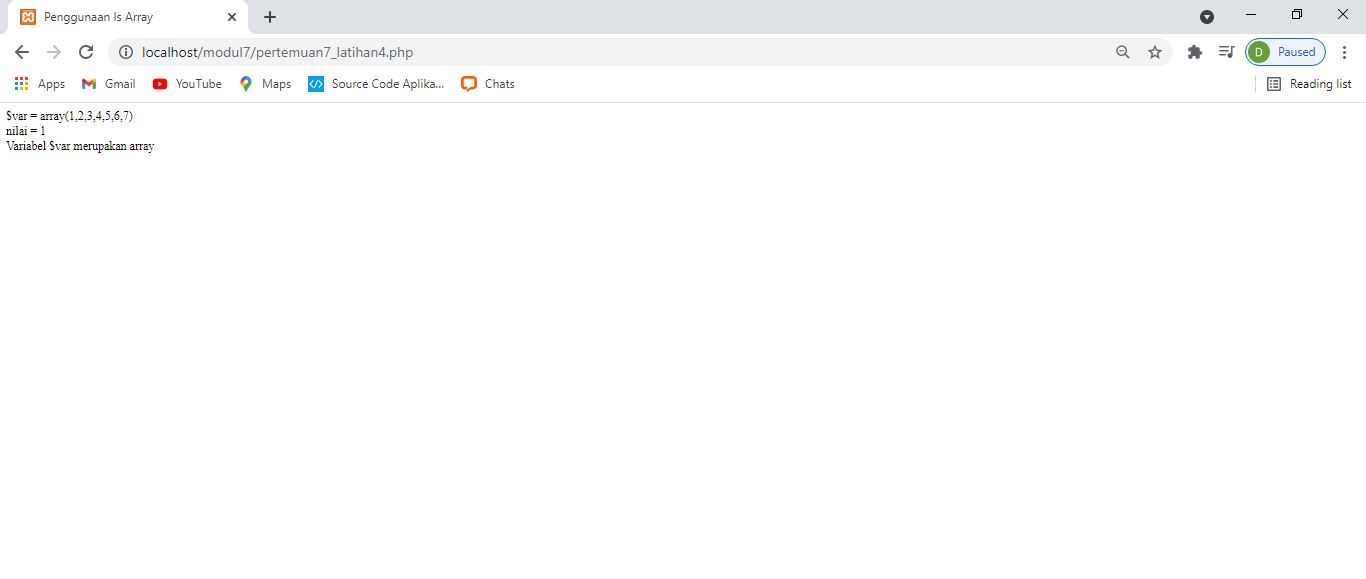 Penggunaan Is Array
localhost/modul7/pertemuan7_latihan4.php
D Paused
Apps Gmail YouTube Maps Source Code Aplika... Chats Reading list
$var = array(1,2,3,4,5,6,7)
nilai = 1
Variabel $var merupakan array